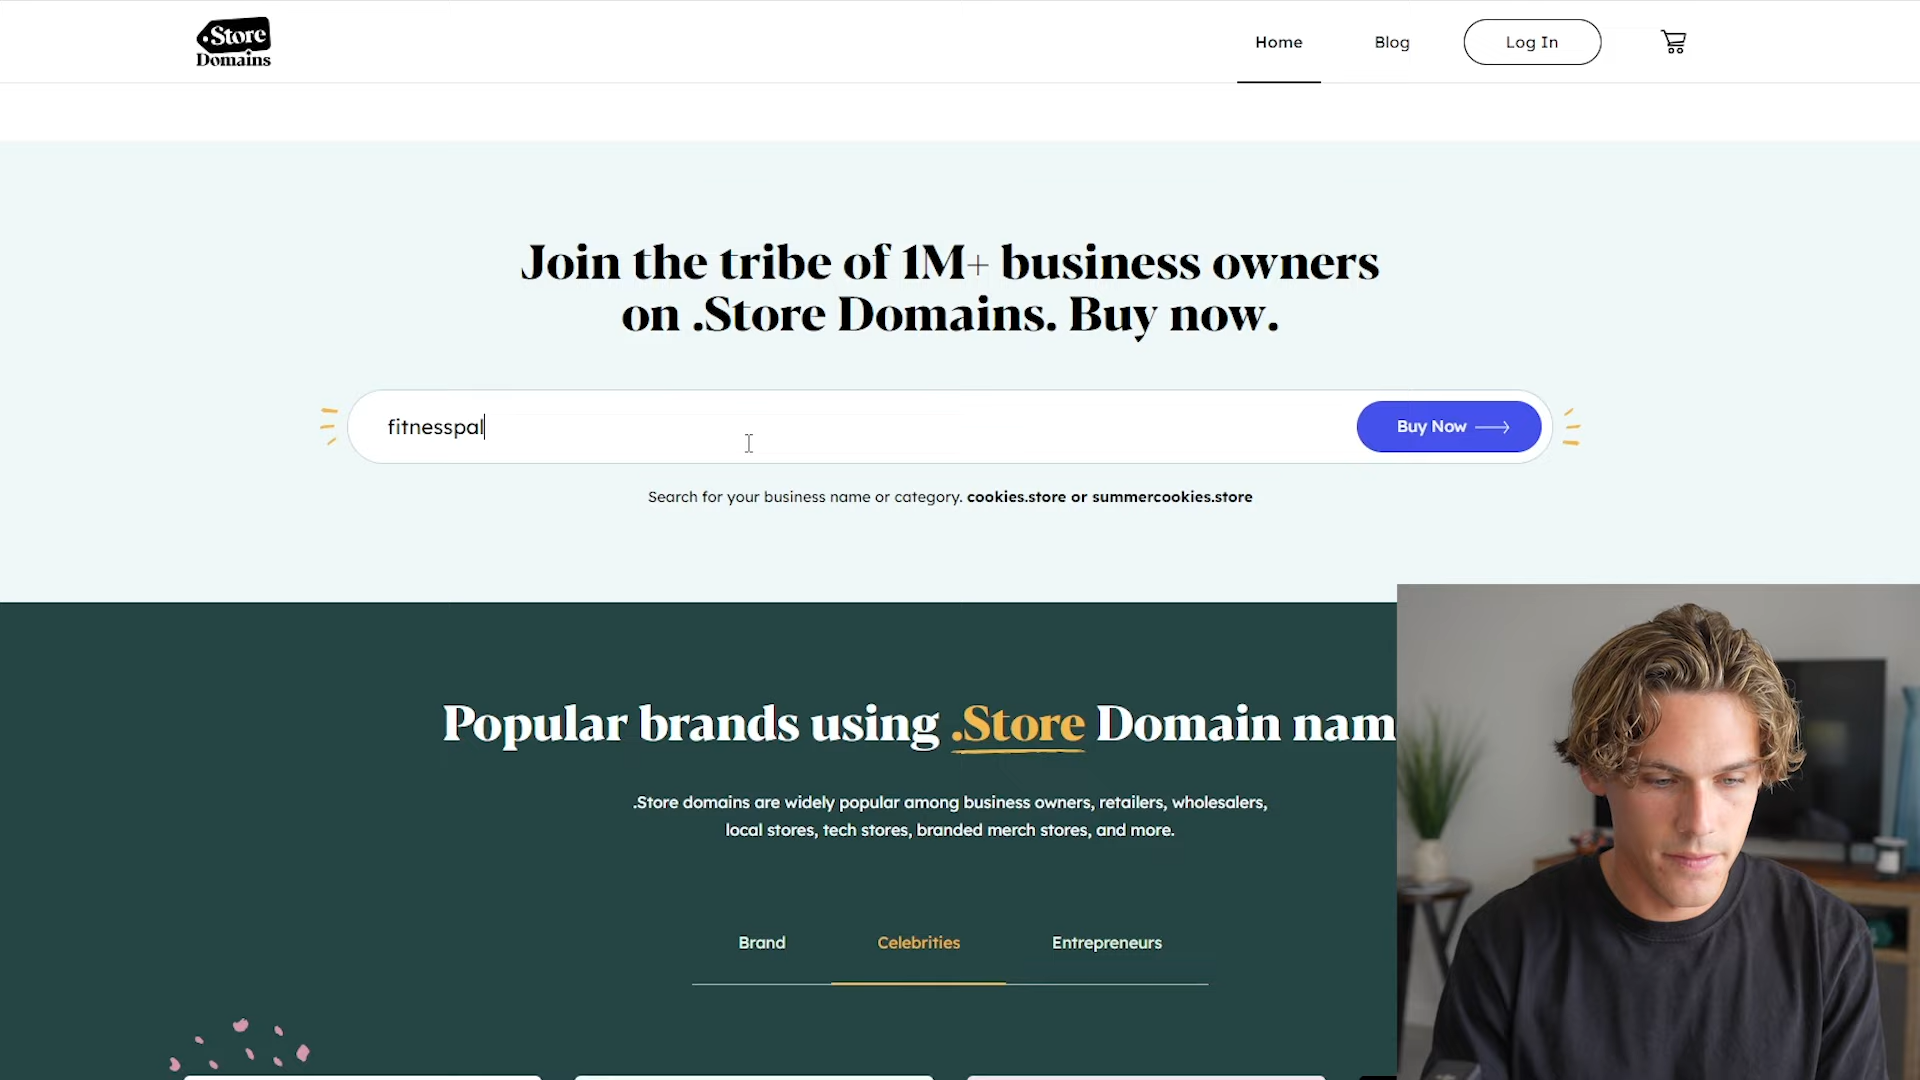 .Store
Domains
Home
Blog
Log In
Join the tribe of 1M+ business owners
on .Store Domains. Buy now.
fitnesspal
Buy Now
Search for your business name or category. cookies.store or summercookies.store
Popular brands using .Store Domain nam
.Store domains are widely popular among business owners, retailers, wholesalers,
local stores, tech stores, branded merch stores, and more.
Brand
Celebrities
Entrepreneurs